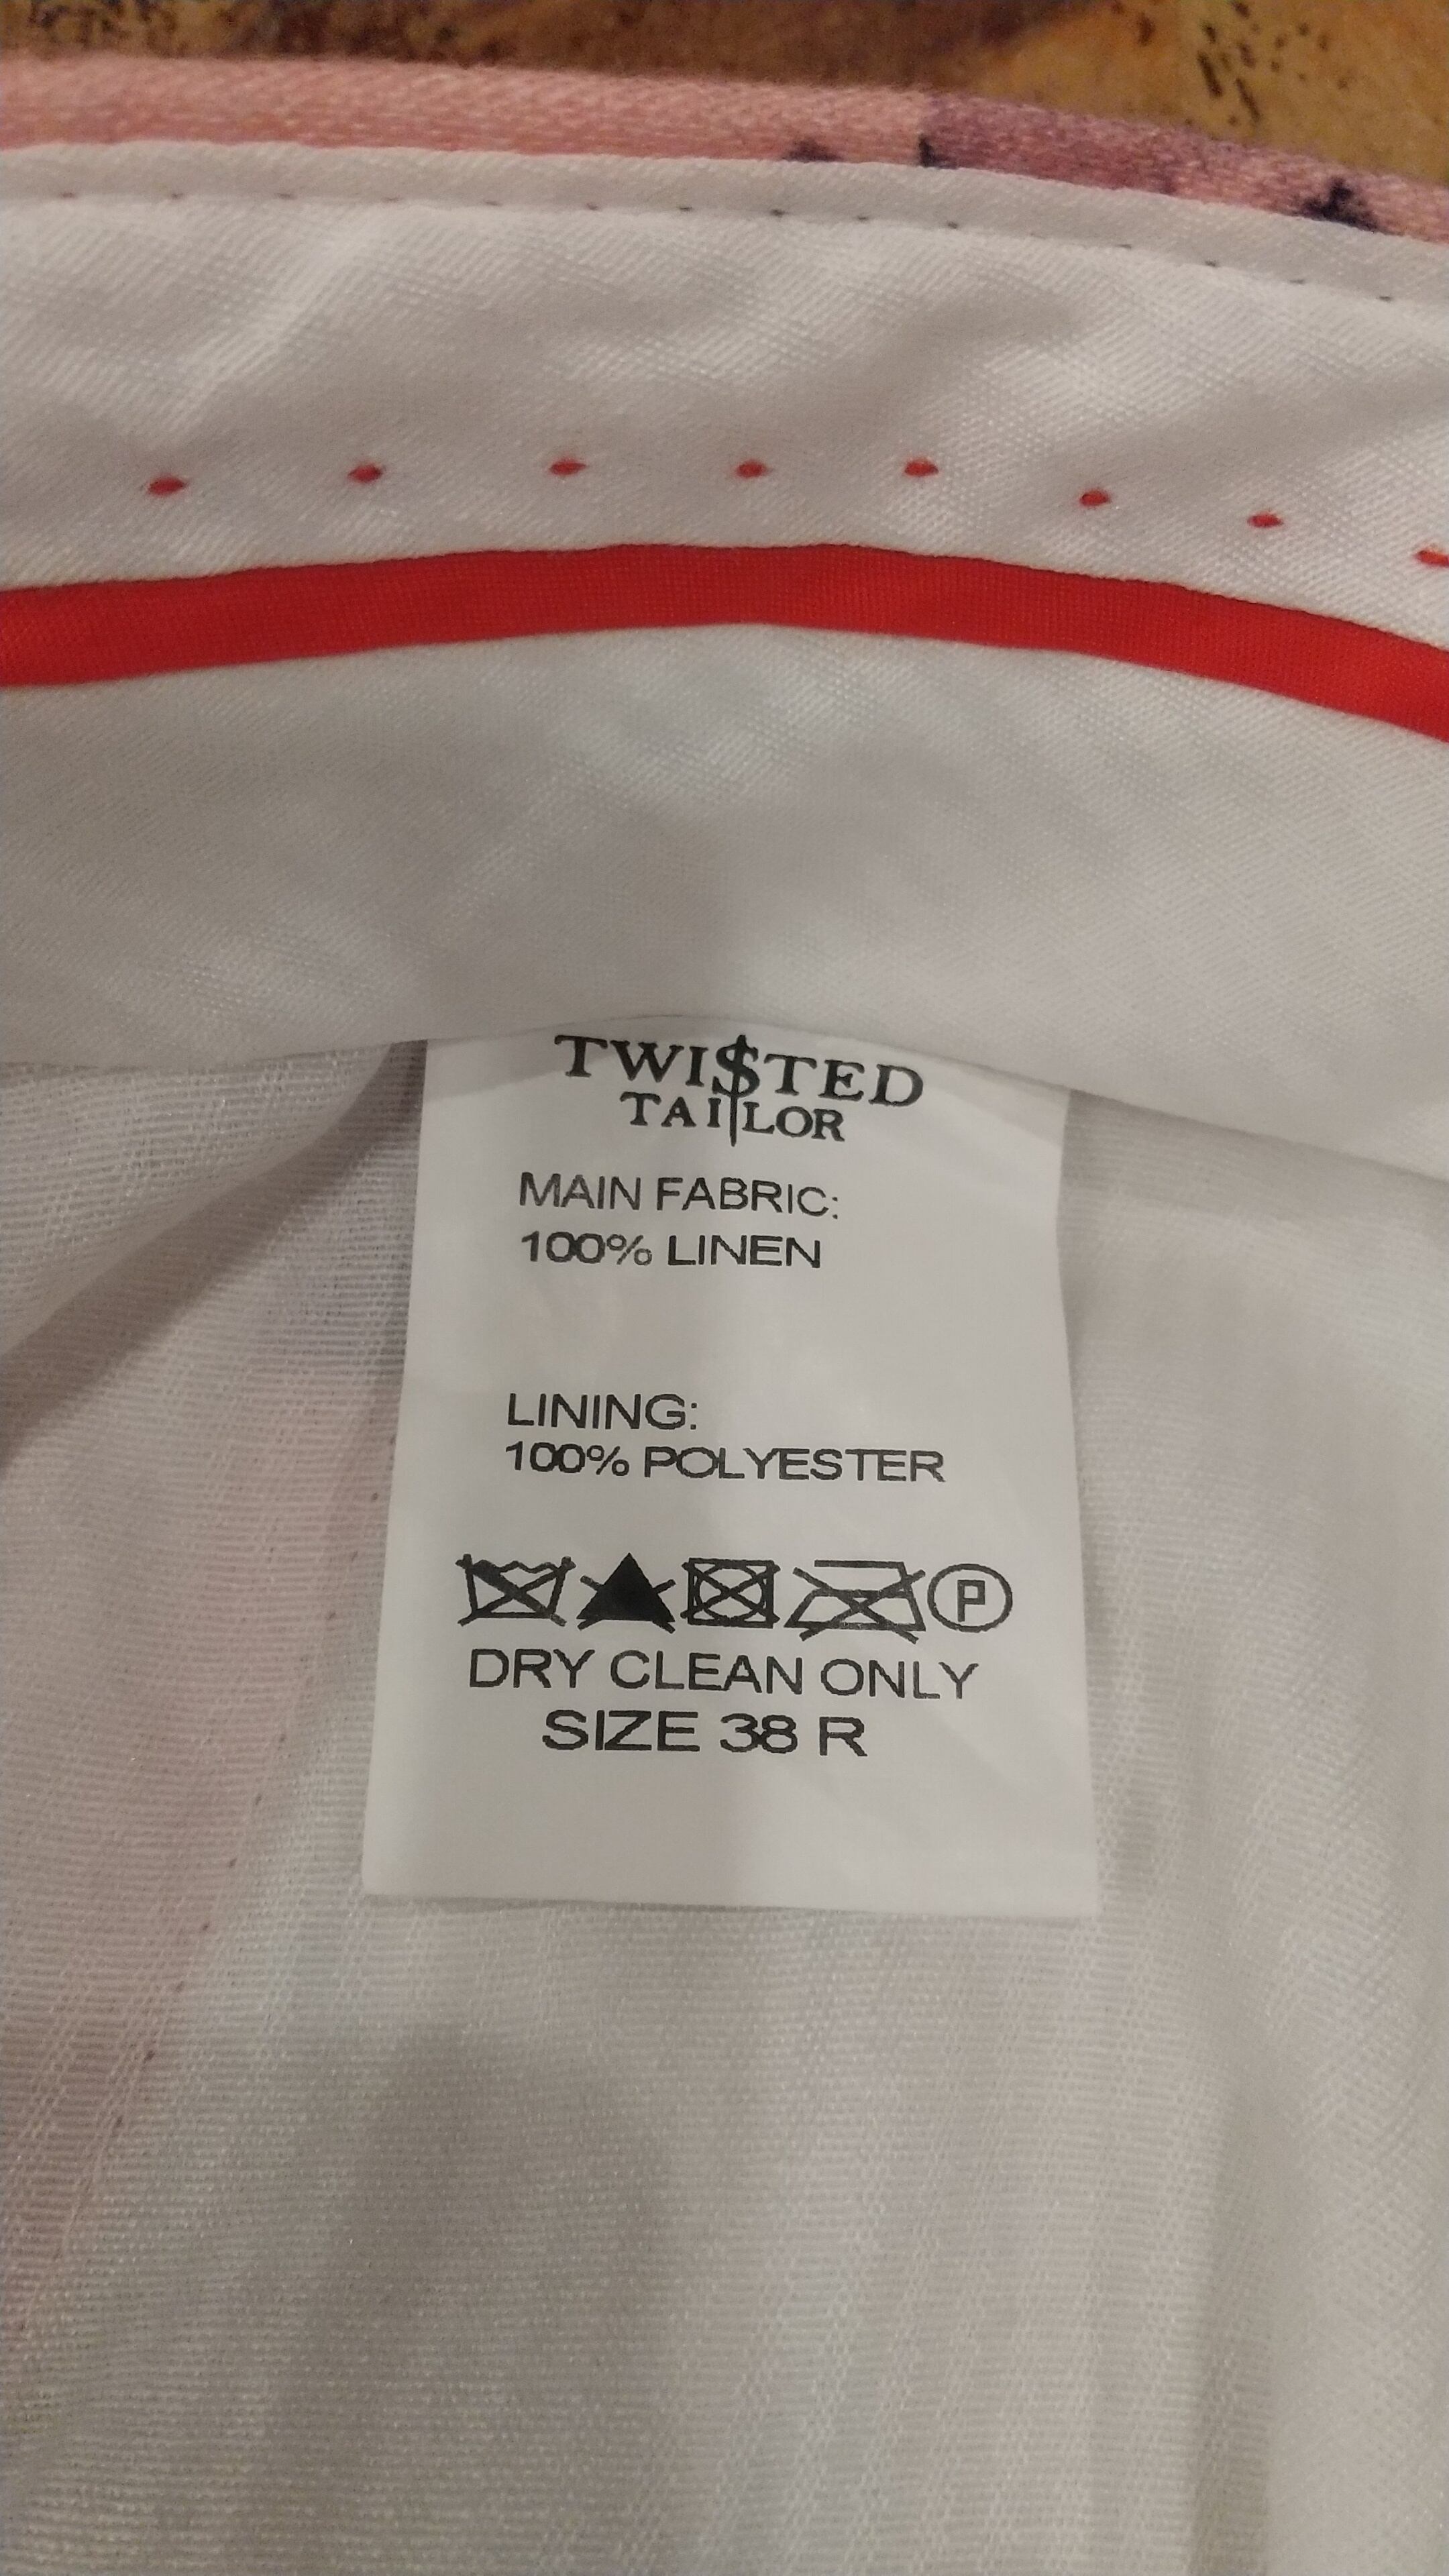 TWI$TED
TAILOR
MAIN FABRIC:
100% LINEN
LINING:
100% POLYESTER
P
DRY CLEAN ONLY
SIZE 38 R